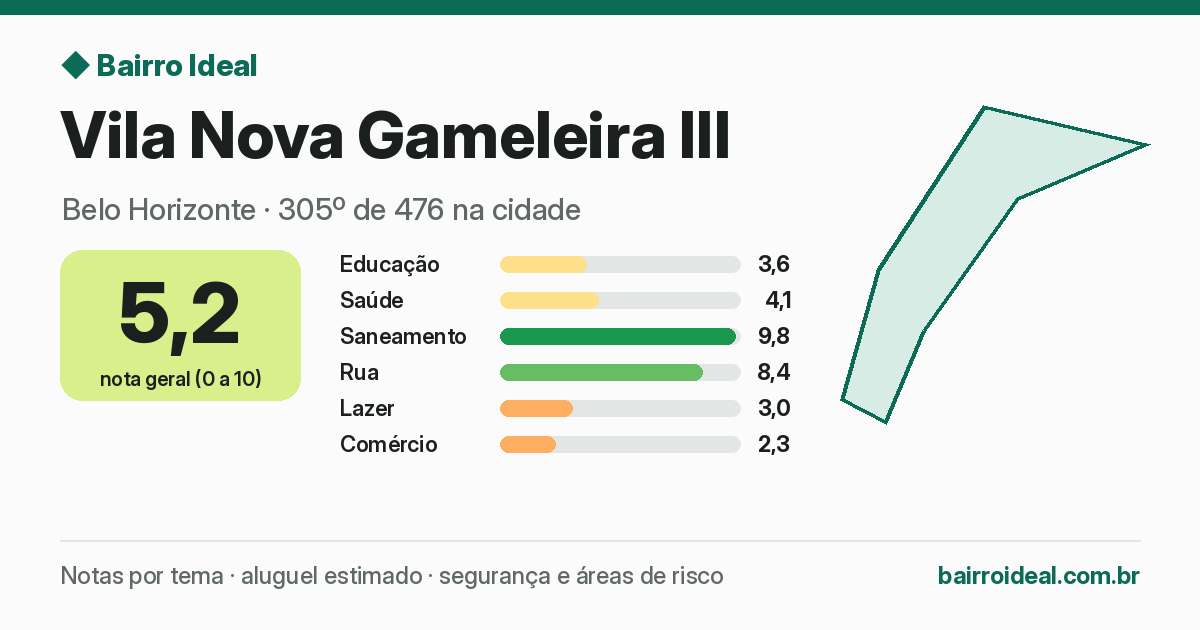 Bairro Ideal
Vila Nova Gameleira III
Belo Horizonte · 305º de 476 na cidade
5,2
nota geral (0 a 10)
Educação 3,6
Saúde 4,1
Saneamento 9,8
Rua 8,4
Lazer 3,0
Comércio 2,3
Notas por tema · aluguel estimado · segurança e áreas de risco
bairroideal.com.br